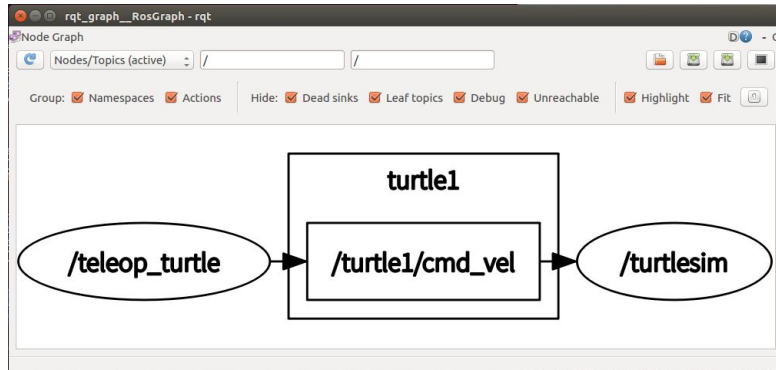 rqt_graph__RosGraph - rqt
Node Graph
D ? - O
Nodes/Topics (active) / /
Group: Namespaces Actions Hide: Dead sinks Leaf topics Debug Unreachable Highlight Fit
turtle1
/teleop_turtle /turtle1/cmd_vel /turtlesim